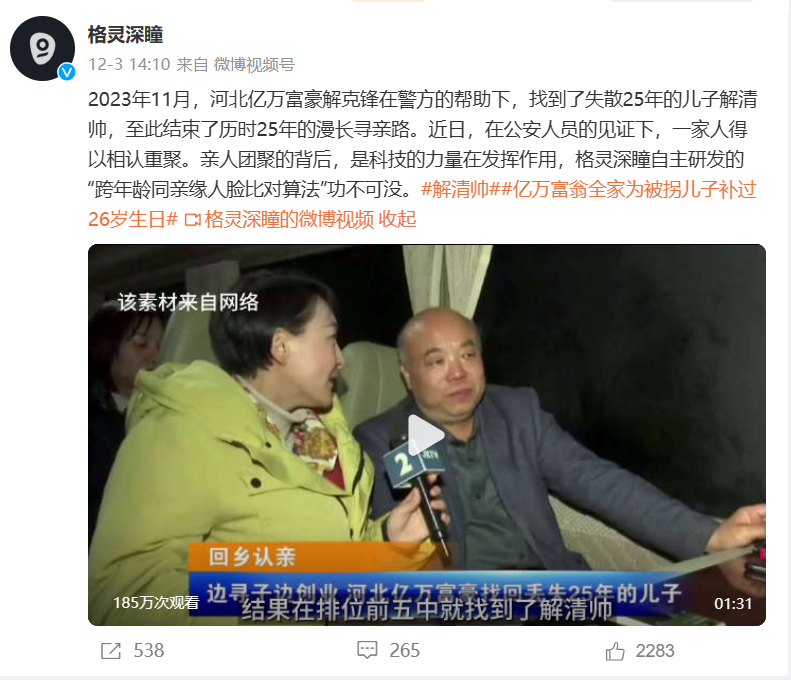 格灵深瞳
12-3 14:10 来自 微博视频号
2023年11月，河北亿万富豪解克锋在警方的帮助下，找到了失散25年的儿子解清
帅，至此结束了历时25年的漫长寻亲路。近日，在公安人员的见证下，一家人得
以相认重聚。亲人团聚的背后，是科技的力量在发挥作用，格灵深瞳自主研发的
“跨年龄同亲缘人脸比对算法”功不可没。#解清帅##亿万富翁全家为被拐儿子补过
26岁生日# 格灵深瞳的微博视频 收起
该素材来自网络
2 JLTV
回乡认亲
边寻子边创业 河北亿万富豪找回丢失25年的儿子
结果在排位前五中就找到了解清帅
185万次观看
01:31
538
265
2283